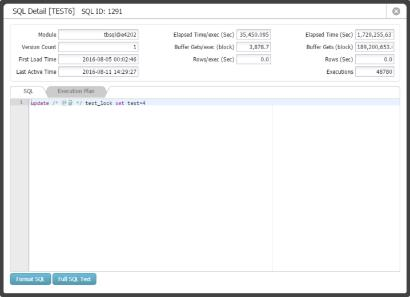 SQL Detail [TEST6] SQL ID: 1291
Module tbsql@e4202 Elapsed Time/exec (Sec) 35,450.095 Elapsed Time (Sec) 1,729,255.63
Version Count 1 Buffer Gets/exec (block) 3,878.7 Buffer Gets (block) 189,200,653.
First Load Time 2016-08-05 00:02:46 Rows/exec (Sec) 0.0 Rows (Sec) 0.0
Last Active Time 2016-08-11 14:29:27 Executions 48780
SQL Execution Plan
1 update /* */ test_lock set test=4
Format SQL Full SQL Text